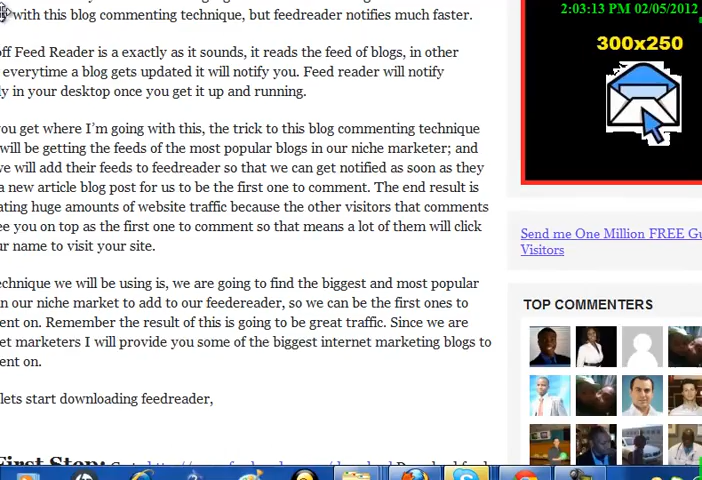 with this bog commenting technique, but feedreader notifies much faster.
off Feed Reader is a exactly as it sounds, it reads the feed of blogs, in other
everytime a blog gets updated it will notify you. Feed reader will notify
ly in your desktop once you get it up and running.
you get where I'm going with this, the trick to this blog commenting technique
will be getting the feeds of the most popular blogs in our niche marketer; and
we will add their feeds to feedreader so that we can get notified as soon as they
a new article blog post for us to be the first one to comment. The end result is
ating huge amounts of website traffic because the other visitors that comments
ee you on top as the first one to comment so that means a lot of them will click
ur name to visit your site.
echnique we will be using is, we are going to find the biggest and most popular
in our niche market to add to our feedereader, so we can be the first ones to
ent on. Remember the result of this is going to be great traffic. Since we are
et marketers I will provide you some of the biggest internet marketing blogs to
ent on.
lets start downloading feedreader,
First Step:
2:03:13 PM 02/05/2012
300x250
Send me One Million FREE Gu
Visitors
TOP COMMENTERS